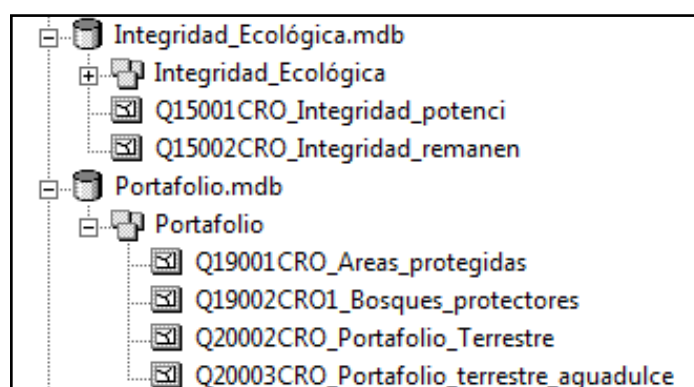 Integridad_Ecológica.mdb
Integridad_Ecológica
Q15001CRO_Integridad_potenci
Q15002CRO_Integridad_remanen
Portafolio.mdb
Portafolio
Q19001CRO_Areas_protegidas
Q19002CRO1_Bosques_protectores
Q20002CRO_Portafolio_Terrestre
Q20003CRO_Portafolio_terrestre_aguadulce